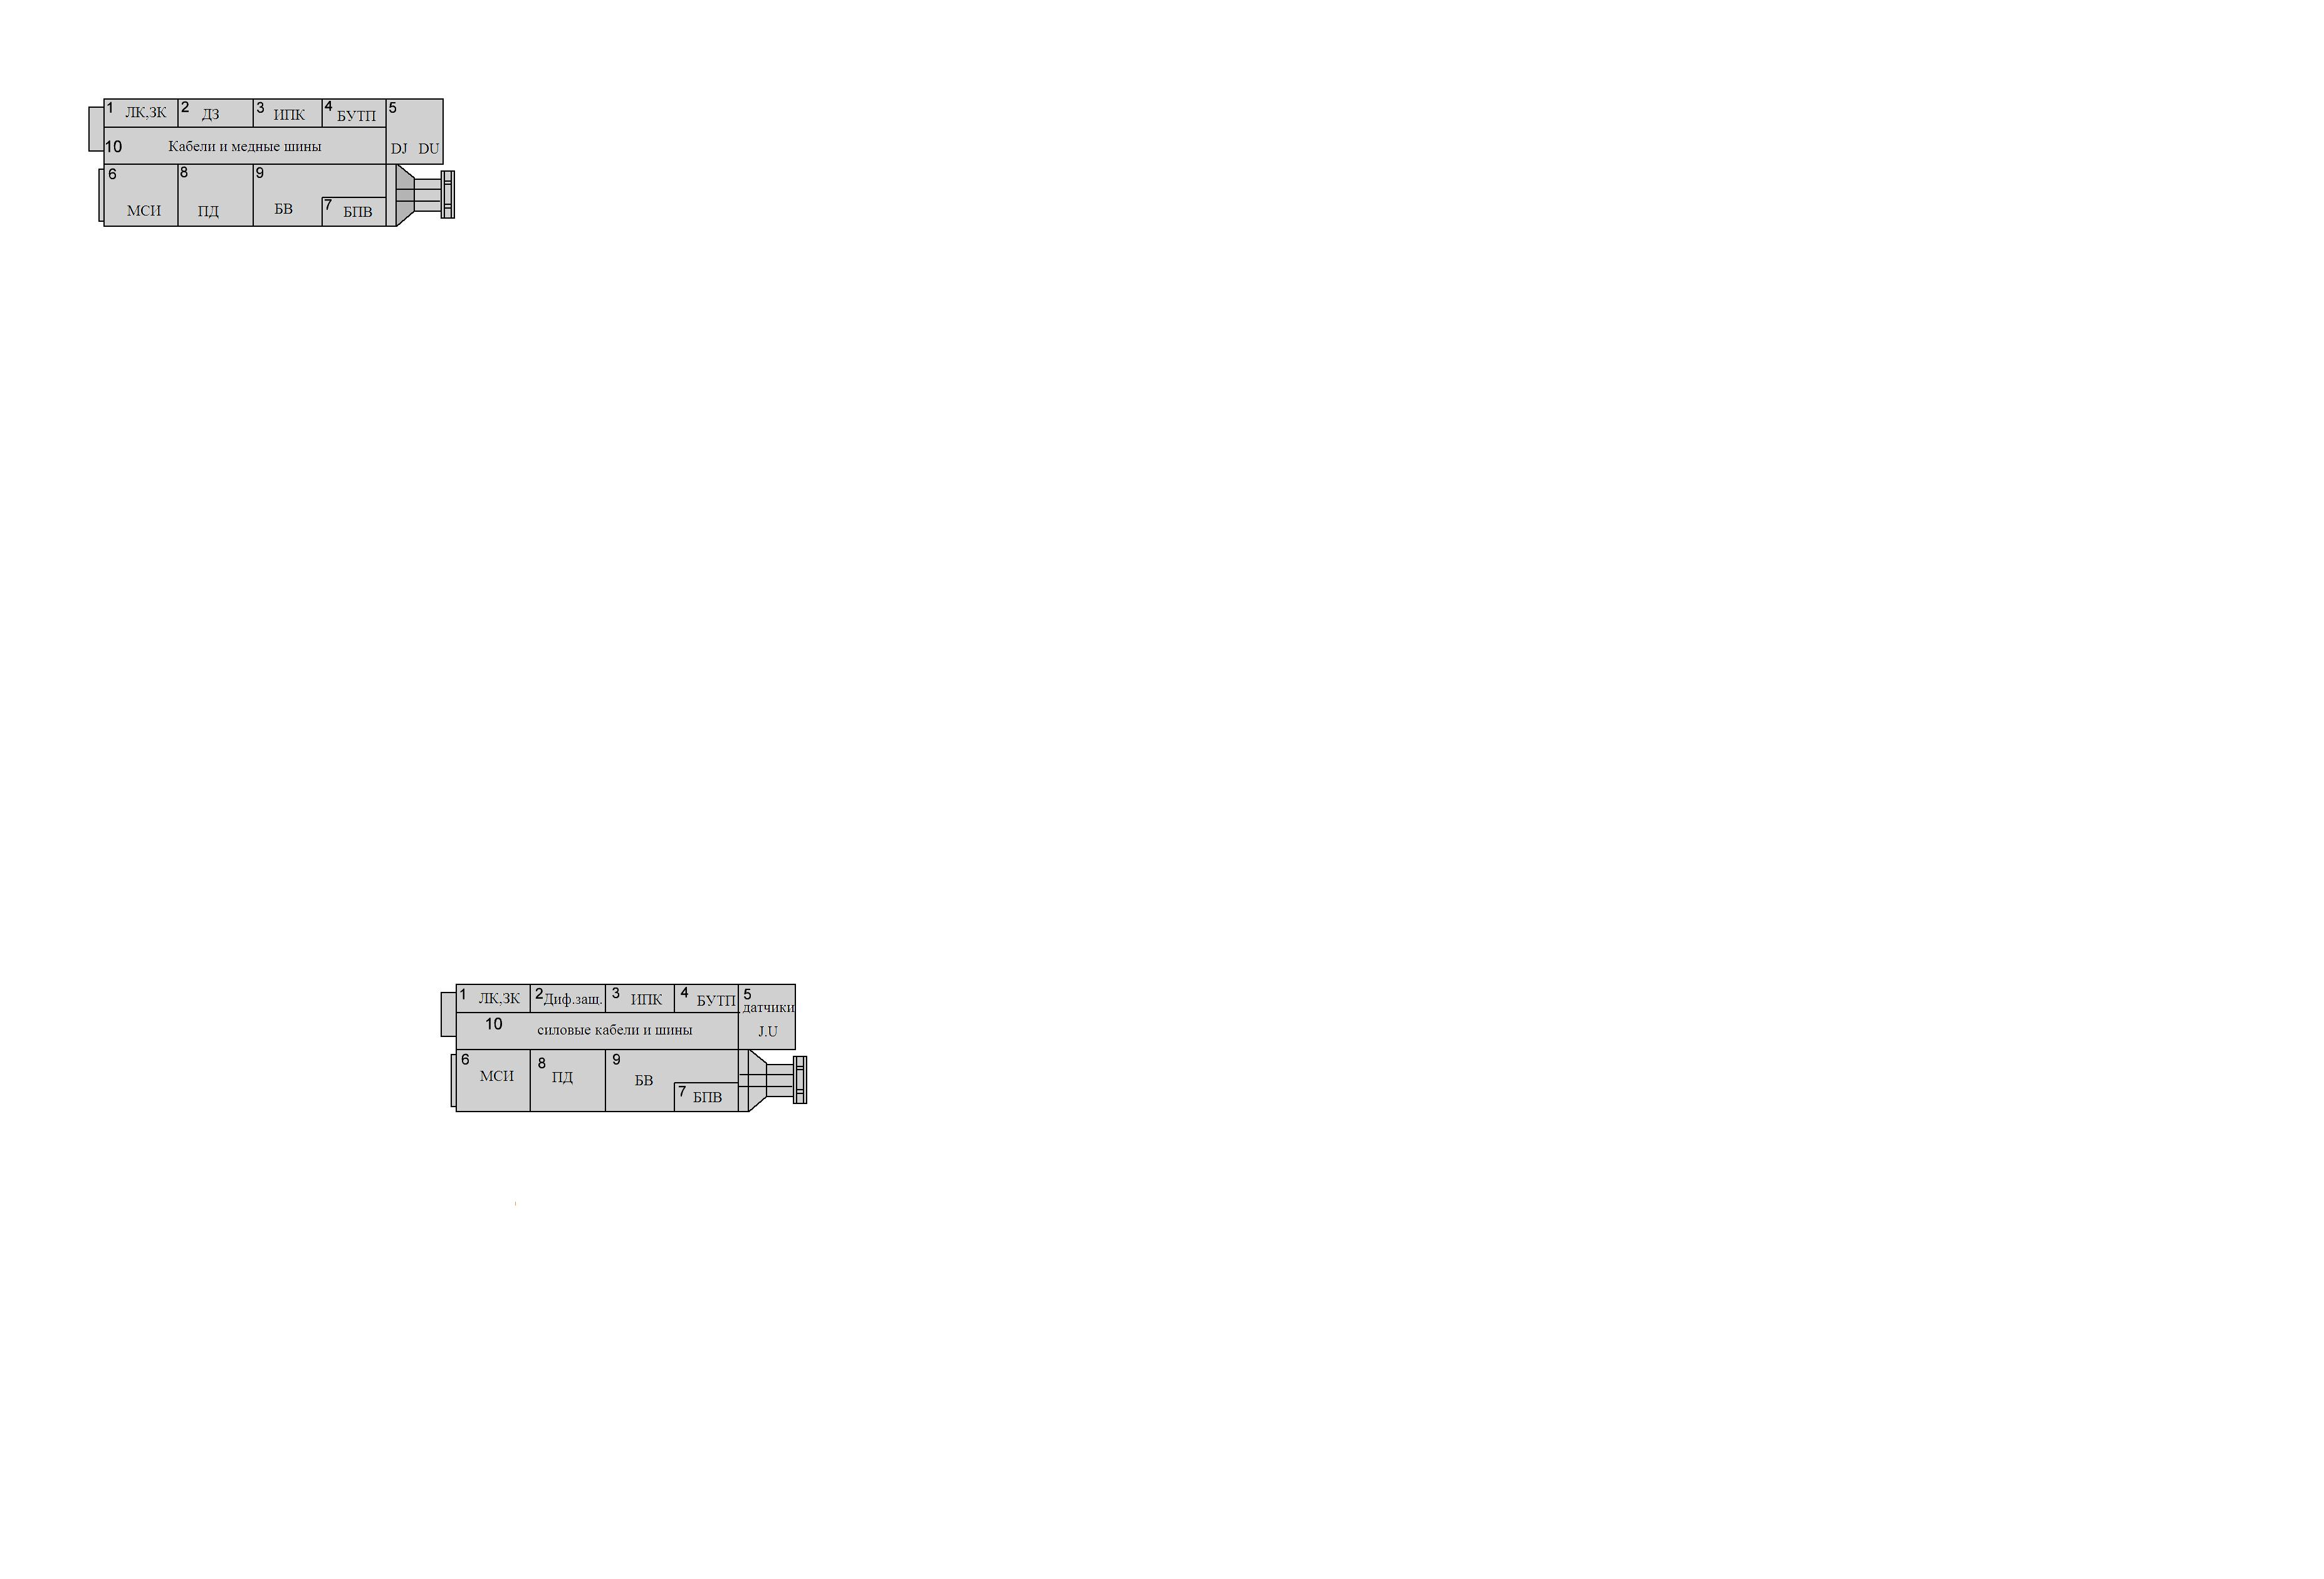 1 ЛК,ЗК 2 ДЗ 3 ИПК 4 БУТП 5
10 Кабели и медные шины DJ DU
6 МСИ 8 ПД 9 БВ 7 БПВ
1 ЛК,ЗК 2 Диф.защ. 3 ИПК 4 БУТП 5
датчики
10 силовые кабели и шины J.U
6 МСИ 8 ПД 9 БВ
7 БПВ